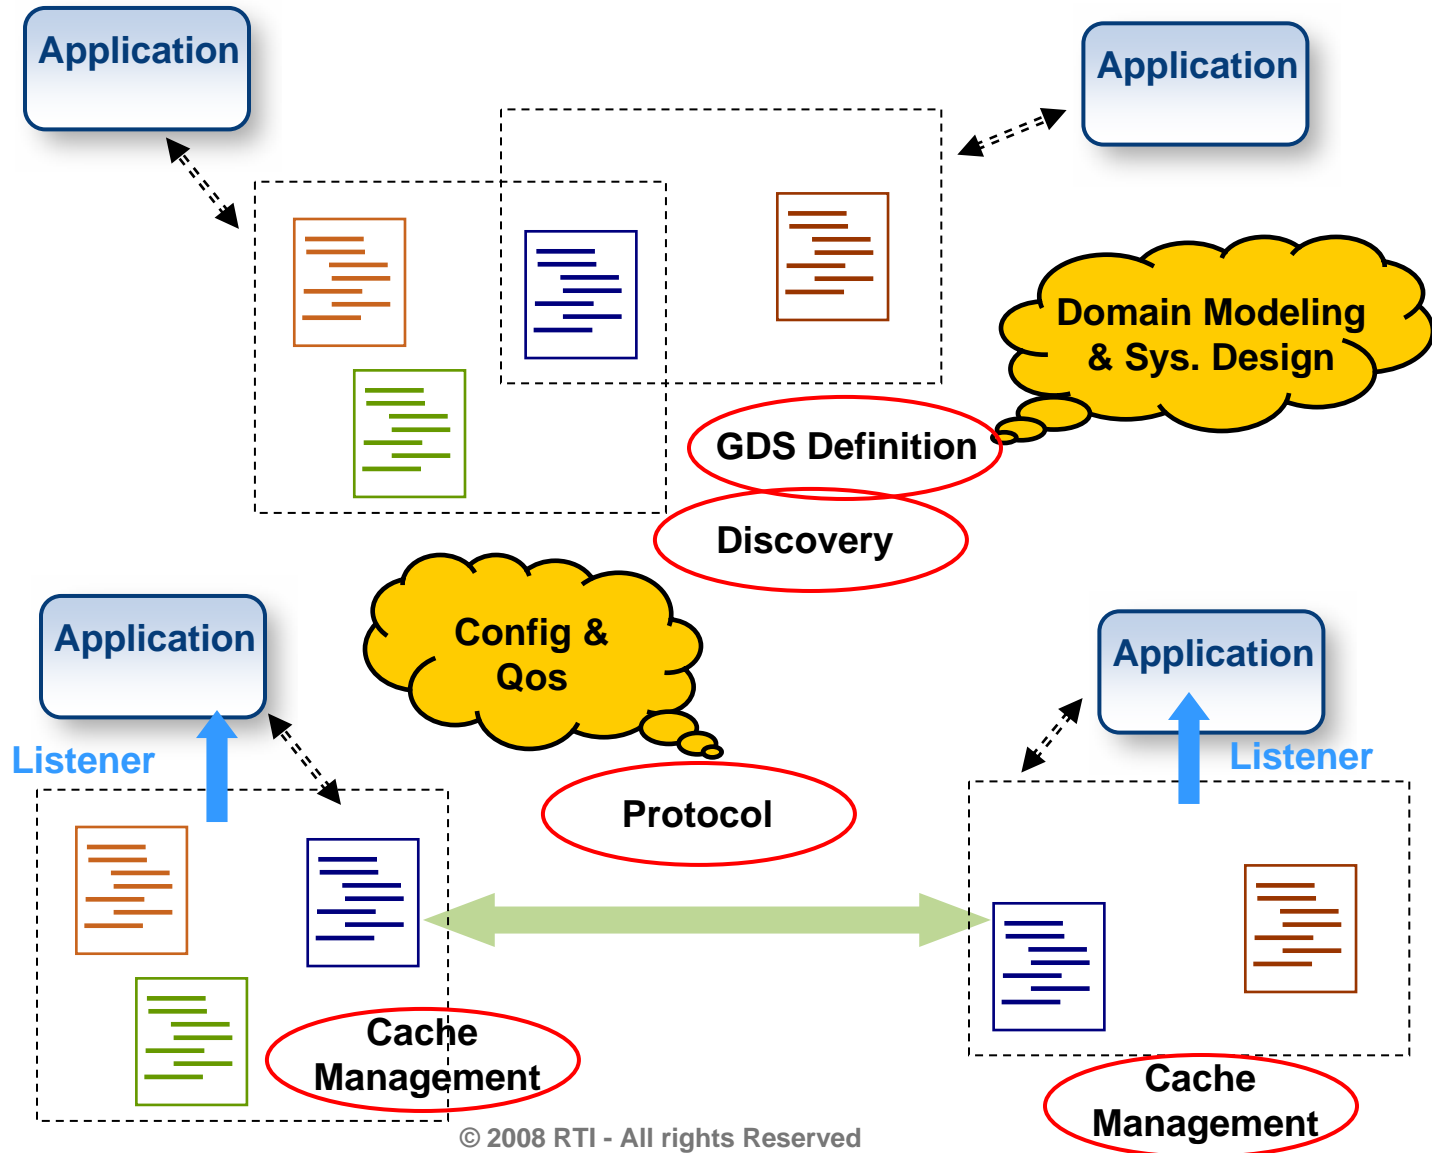 Application
Application
Domain Modeling
& Sys. Design
GDS Definition
Discovery
Config &
Qos
Application
Application
Listener
Listener
Protocol
Cache
Management
Cache
Management
© 2008 RTI - All rights Reserved